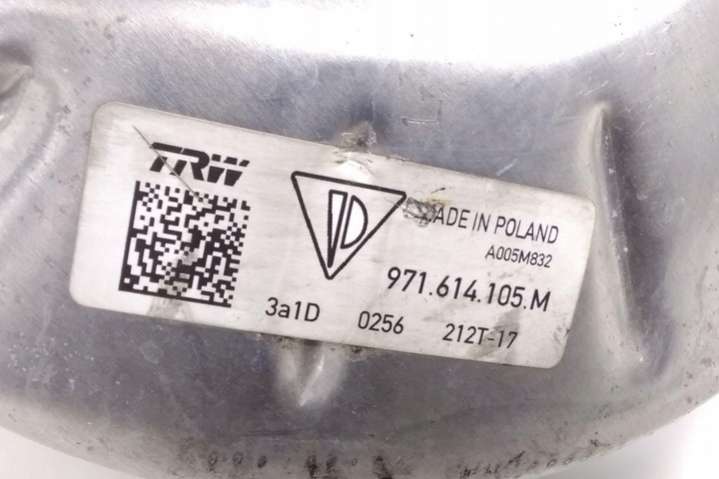 TRW
MADE IN POLAND
A005M832
971.614.105.M
3a1D 0256 212T-17